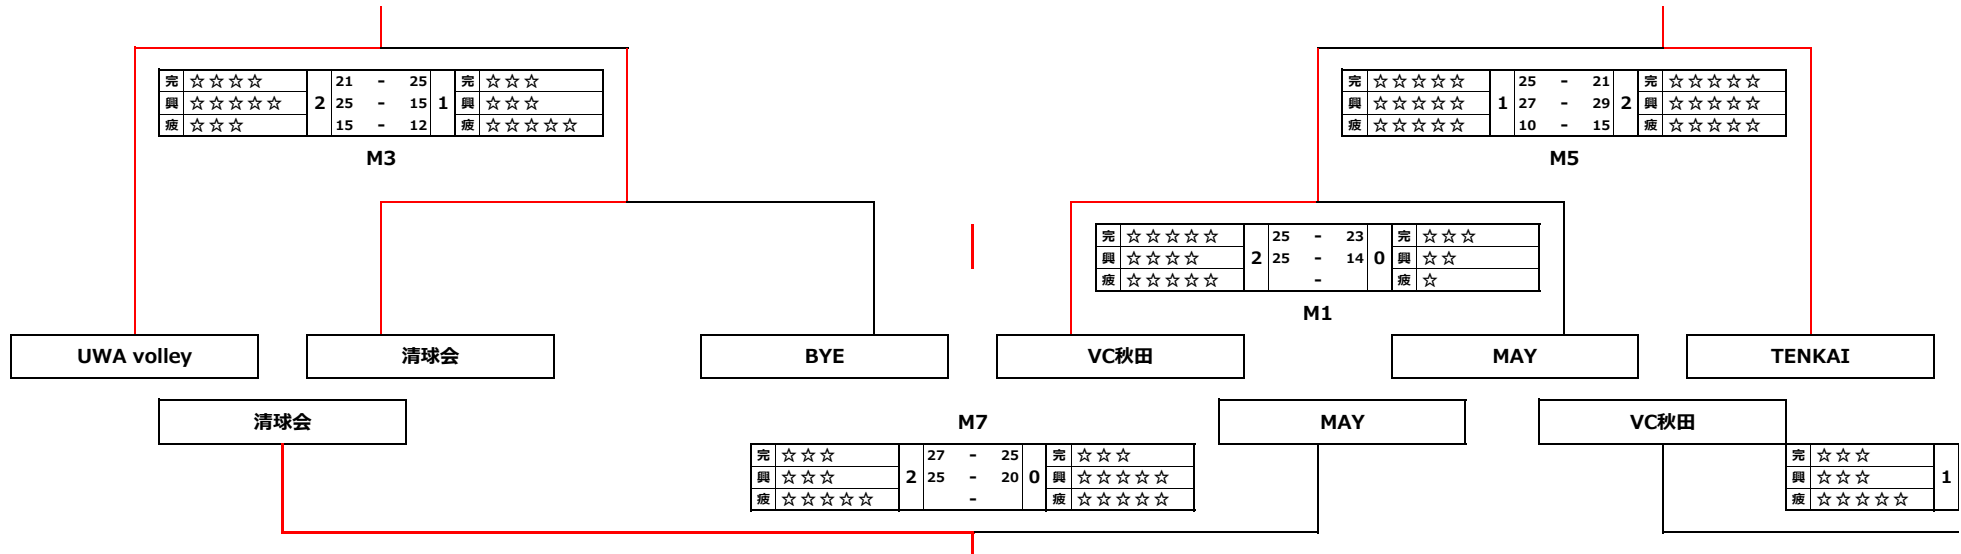 完 ☆☆☆☆ 2 21 - 25 1 完 ☆☆☆
興 ☆☆☆☆☆ 25 - 15 興 ☆☆☆
疲 ☆☆☆ 15 - 12 疲 ☆☆☆☆☆
M3
完 ☆☆☆☆☆ 1 25 - 21 2 完 ☆☆☆☆☆
興 ☆☆☆☆☆ 27 - 29 興 ☆☆☆☆☆
疲 ☆☆☆☆☆ 10 - 15 疲 ☆☆☆☆☆
M5
完 ☆☆☆☆☆ 2 25 - 23 0 完 ☆☆☆
興 ☆☆☆☆ 25 - 14 興 ☆☆
疲 ☆☆☆☆☆ - 疲 ☆
M1
UWA volley
清球会
BYE
VC秋田
MAY
TENKAI
清球会
M7
MAY
VC秋田
完 ☆☆☆ 2 27 - 25 0 完 ☆☆☆
興 ☆☆☆ 25 - 20 興 ☆☆☆☆☆
疲 ☆☆☆☆☆ - 疲 ☆☆☆☆☆
完 ☆☆☆ 1
興 ☆☆☆
疲 ☆☆☆☆☆